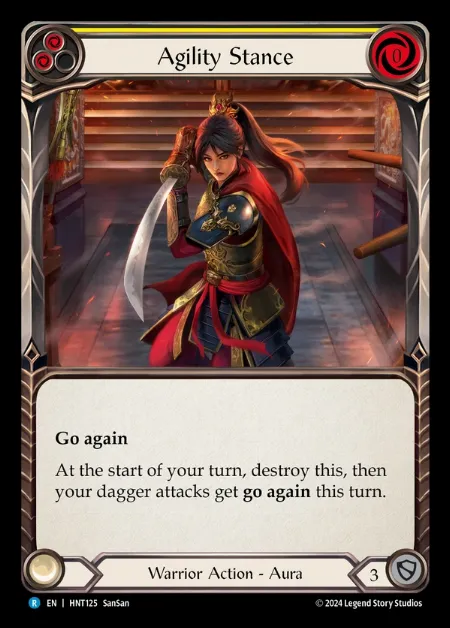 Agility Stance
0
Go again
At the start of your turn, destroy this, then
your dagger attacks get go again this turn.
Warrior Action - Aura
3
R EN | HNT125 SanSan
© 2024 Legend Story Studios